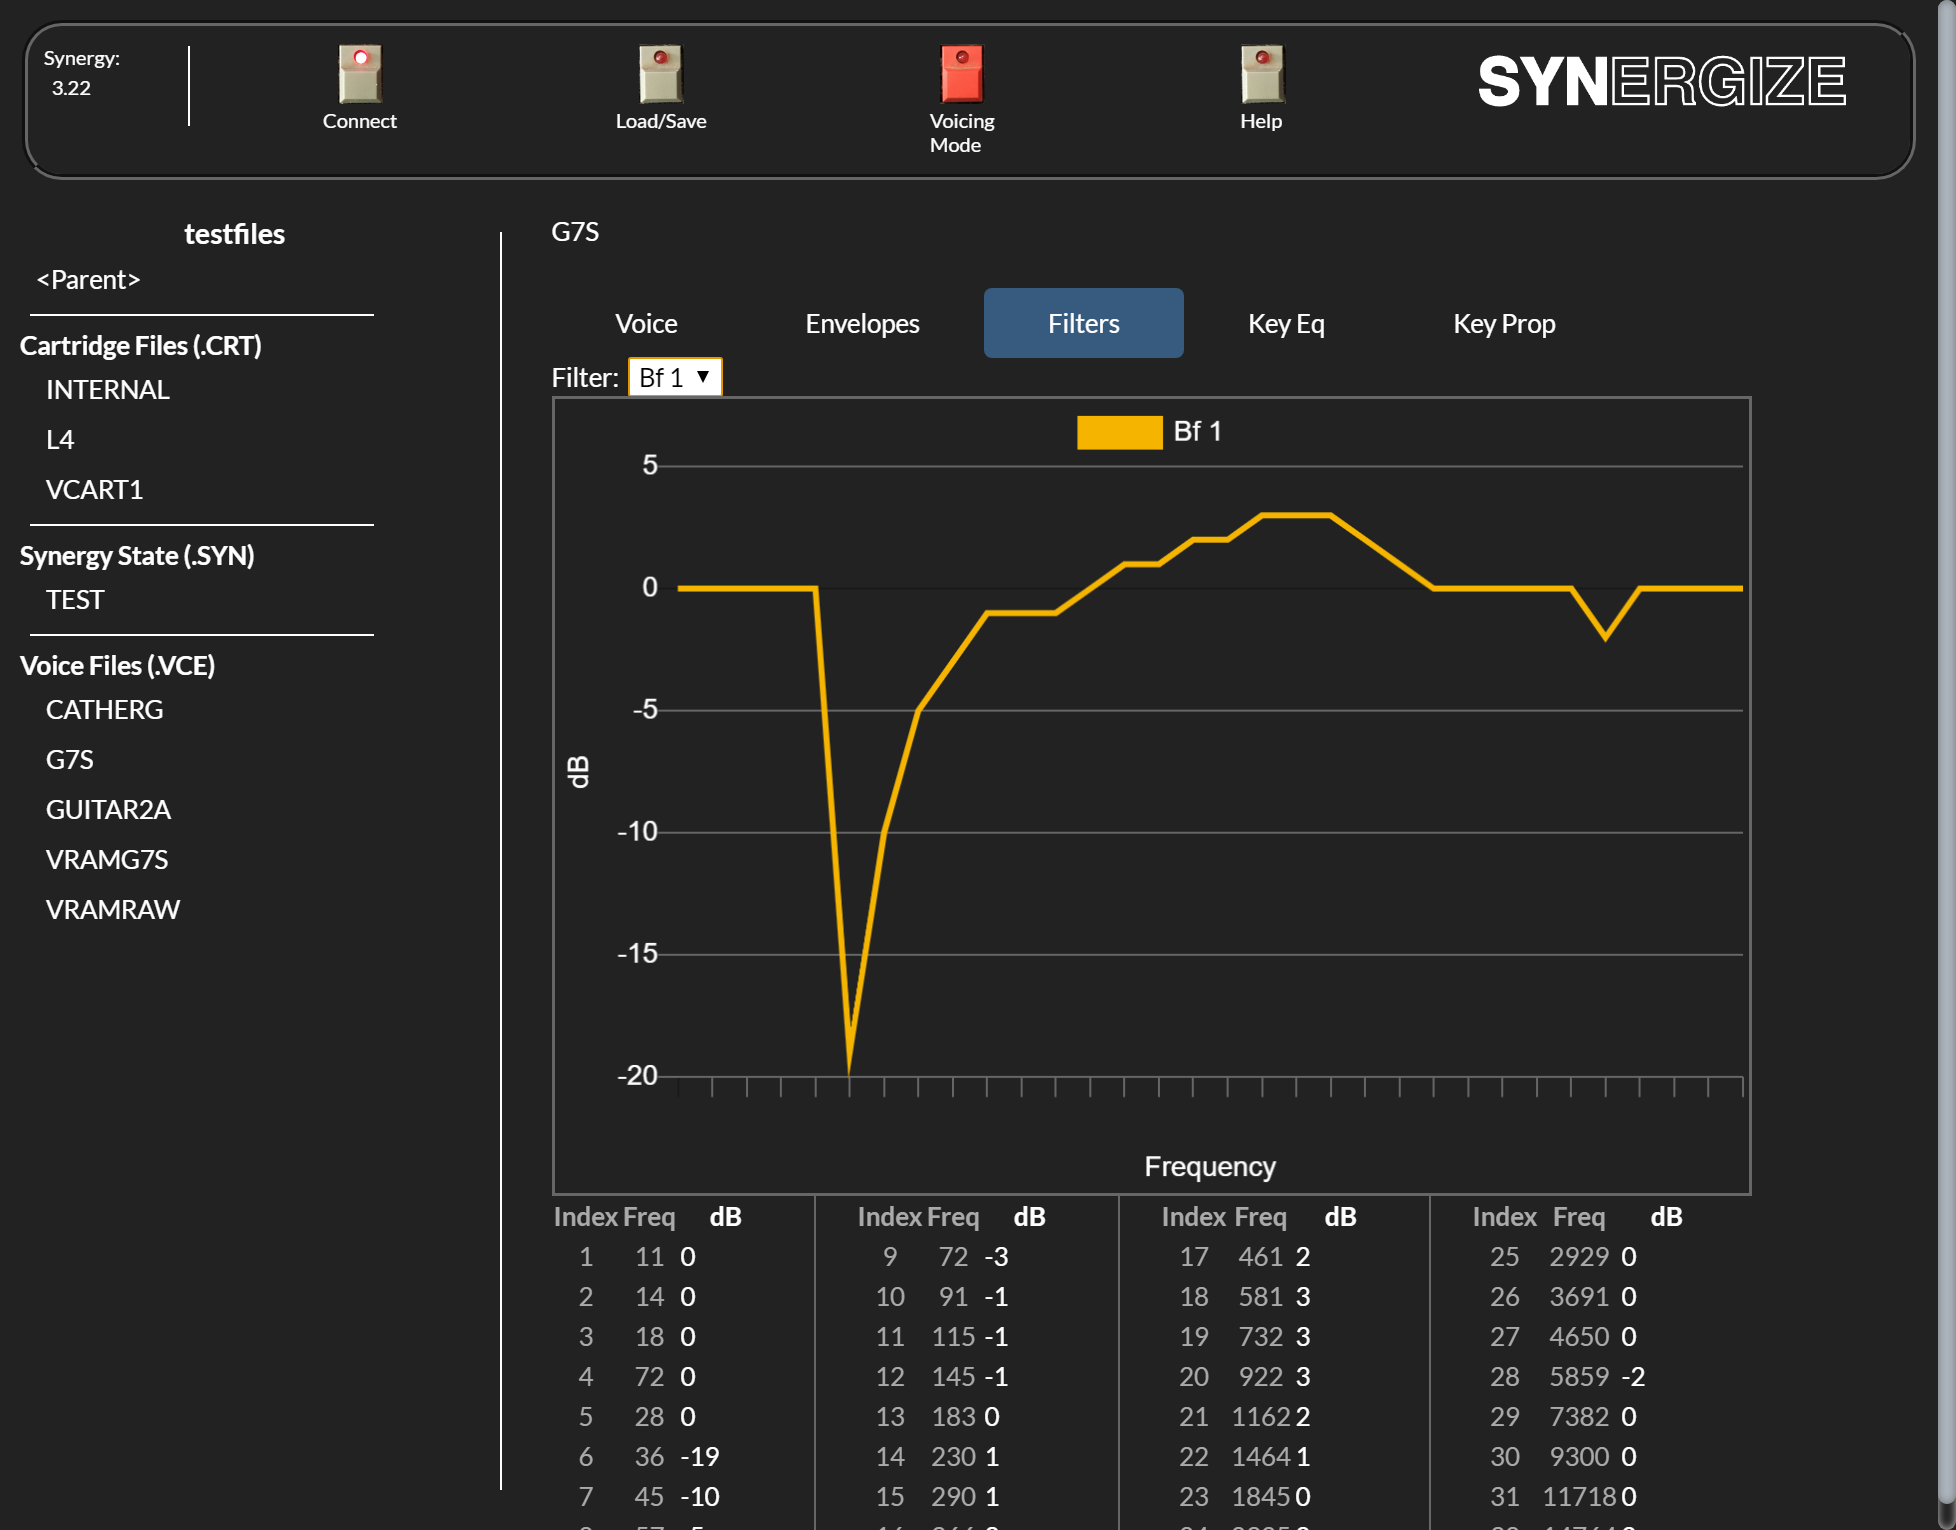 Synergy:
3.22
Connect
Load/Save
Voicing
Mode
Help
SYNERGIZE
testfiles
<Parent>
Cartridge Files (.CRT)
INTERNAL
L4
VCART1
Synergy State (.SYN)
TEST
Voice Files (.VCE)
CATHERG
G7S
GUITAR2A
VRAMG7S
VRAMRAW
G7S
Voice Envelopes Filters Key Eq Key Prop
Filter: Bf 1 ▼
Bf 1
5
0
-5
dB
-10
-15
-20
Frequency
Index Freq dB Index Freq dB Index Freq dB Index Freq dB
1 11 0 9 72 -3 17 461 2 25 2929 0
2 14 0 10 91 -1 18 581 3 26 3691 0
3 18 0 11 115 -1 19 732 3 27 4650 0
4 72 0 12 145 -1 20 922 3 28 5859 -2
5 28 0 13 183 0 21 1162 2 29 7382 0
6 36 -19 14 230 1 22 1464 1 30 9300 0
7 45 -10 15 290 1 23 1845 0 31 11718 0